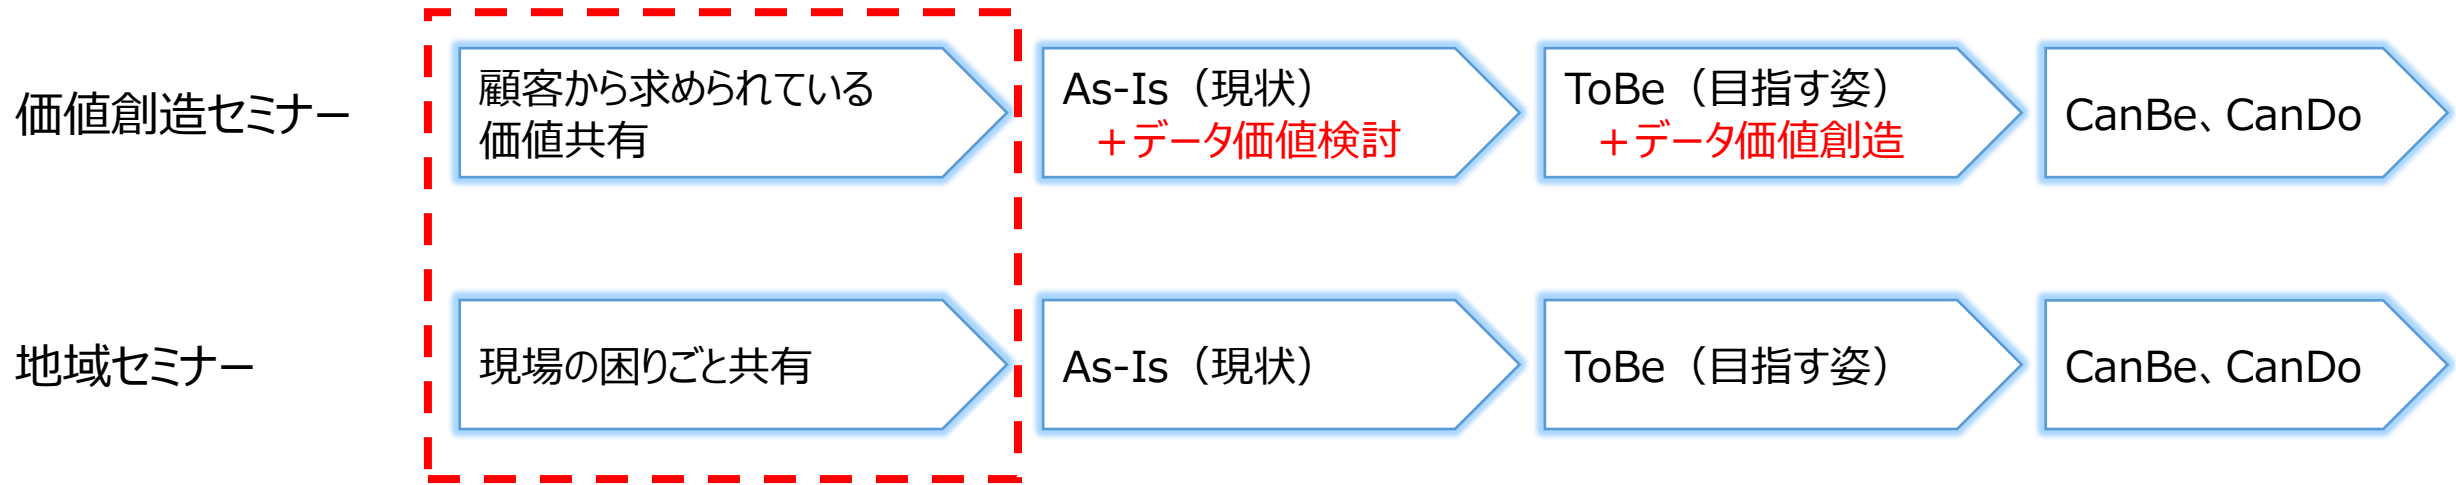 価値創造セミナー
顧客から求められている
価値共有
As-Is（現状）
+データ価値検討
ToBe（目指す姿）
+データ価値創造
CanBe、CanDo
地域セミナー
現場の困りごと共有
As-Is（現状）
ToBe（目指す姿）
CanBe、CanDo